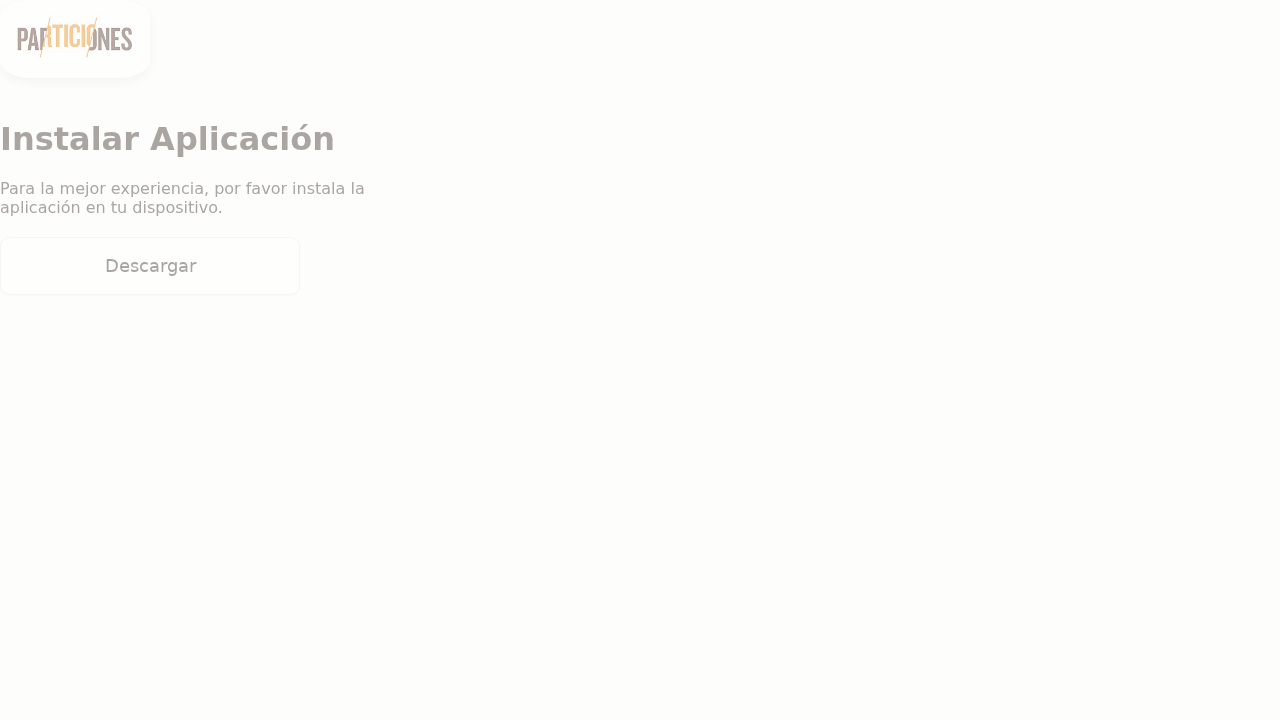 PARTICIONES
Instalar Aplicación
Para la mejor experiencia, por favor instala la
aplicación en tu dispositivo.
Descargar